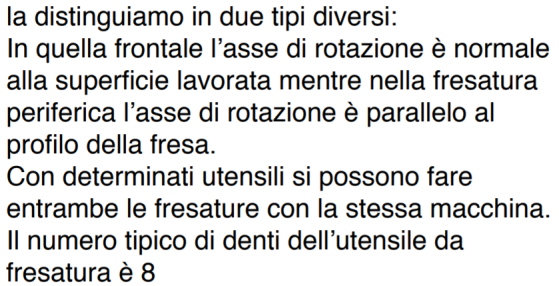 la distinguiamo in due tipi diversi:
In quella frontale l’asse di rotazione è normale
alla superficie lavorata mentre nella fresatura
periferica l’asse di rotazione è parallelo al
profilo della fresa.
Con determinati utensili si possono fare
entrambe le fresature con la stessa macchina.
Il numero tipico di denti dell’utensile da
fresatura è 8